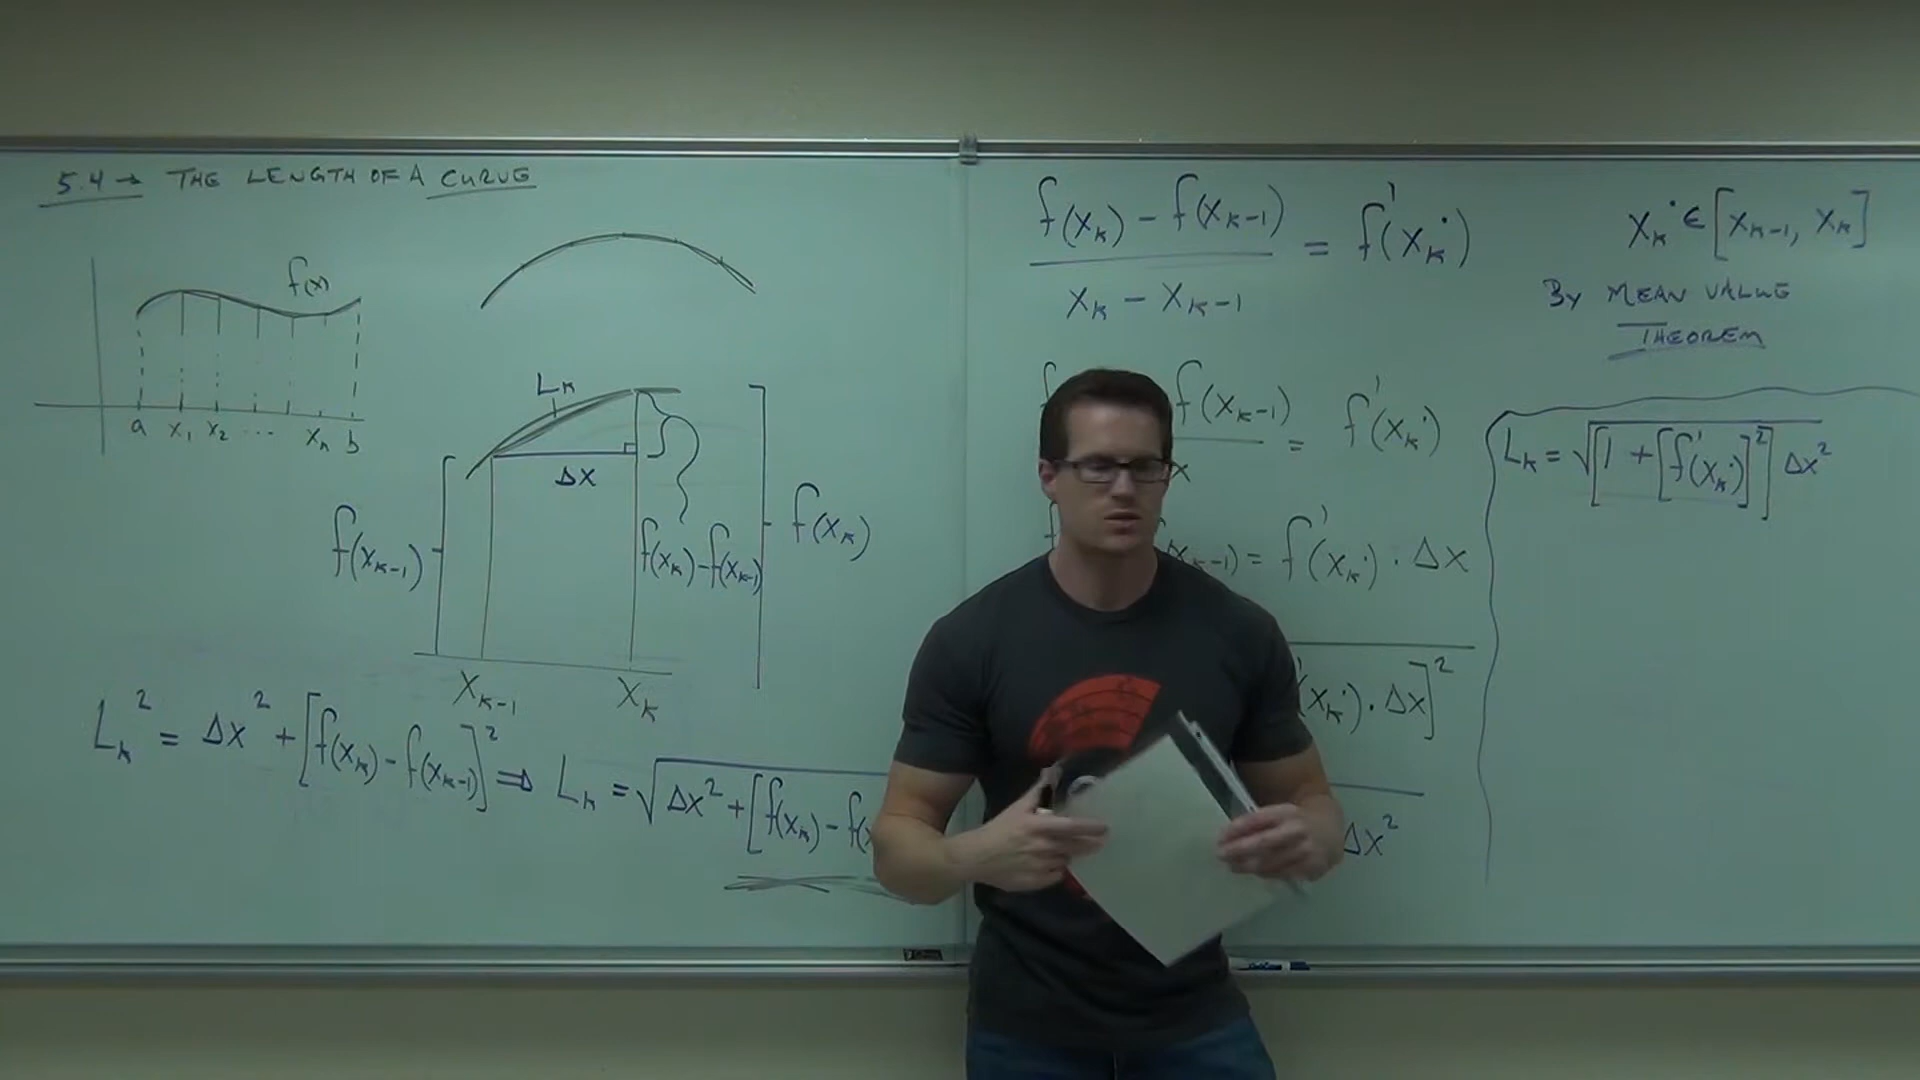 5.4 → THE LENGTH OF A CURVE
f(x)
a x₁ x₂ ... xₙ b
Lₖ
Δx
f(xₖ₋₁)
f(xₖ) - f(xₖ₋₁)
f(xₖ)
xₖ₋₁ xₖ
Lₖ² = Δx² + [f(xₖ) - f(xₖ₋₁)]² ⇒ Lₖ = √Δx² + [f(xₖ) - f(x
f(xₖ) - f(xₖ₋₁) / xₖ - xₖ₋₁ = f'(xₖ*)
xₖ* ∈ [xₖ₋₁, xₖ]
BY MEAN VALUE
THEOREM
f(xₖ₋₁) / x = f'(xₖ*)
xₖ₋₁) = f'(xₖ*) · Δx
'(xₖ*) · Δx]²
Δx²
Lₖ = √[1 + [f'(xₖ*)]²] Δx²